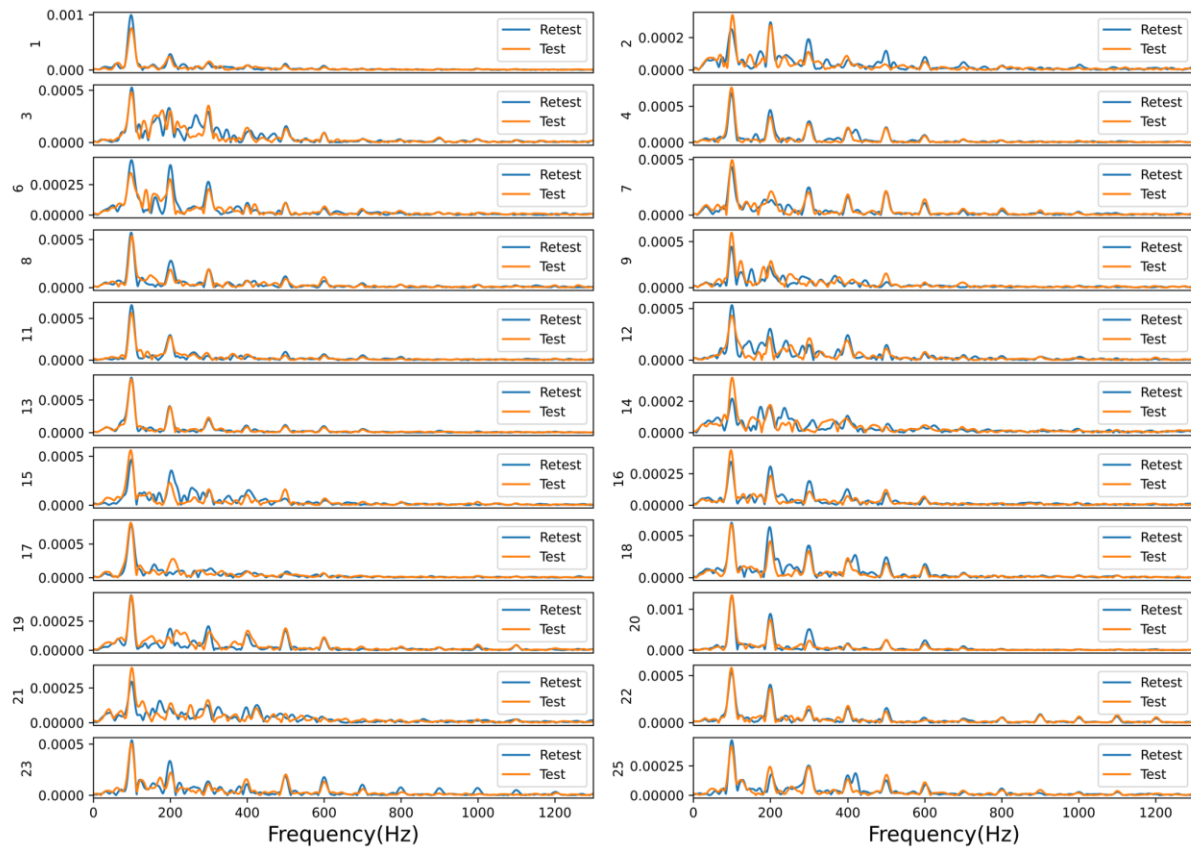 1
0.001
0.000
Retest
Test
2
0.0002
0.0000
Retest
Test
3
0.0005
0.0000
Retest
Test
4
0.0005
0.0000
Retest
Test
6
0.00025
0.00000
Retest
Test
7
0.0005
0.0000
Retest
Test
8
0.0005
0.0000
Retest
Test
9
0.0005
0.0000
Retest
Test
11
0.0005
0.0000
Retest
Test
12
0.0005
0.0000
Retest
Test
13
0.0005
0.0000
Retest
Test
14
0.0002
0.0000
Retest
Test
15
0.0005
0.0000
Retest
Test
16
0.00025
0.00000
Retest
Test
17
0.0005
0.0000
Retest
Test
18
0.0005
0.0000
Retest
Test
19
0.00025
0.00000
Retest
Test
20
0.001
0.000
Retest
Test
21
0.00025
0.00000
Retest
Test
22
0.0005
0.0000
Retest
Test
23
0.0005
0.0000
Retest
Test
25
0.00025
0.00000
Retest
Test
0 200 400 600 800 1000 1200
Frequency(Hz)
0 200 400 600 800 1000 1200
Frequency(Hz)